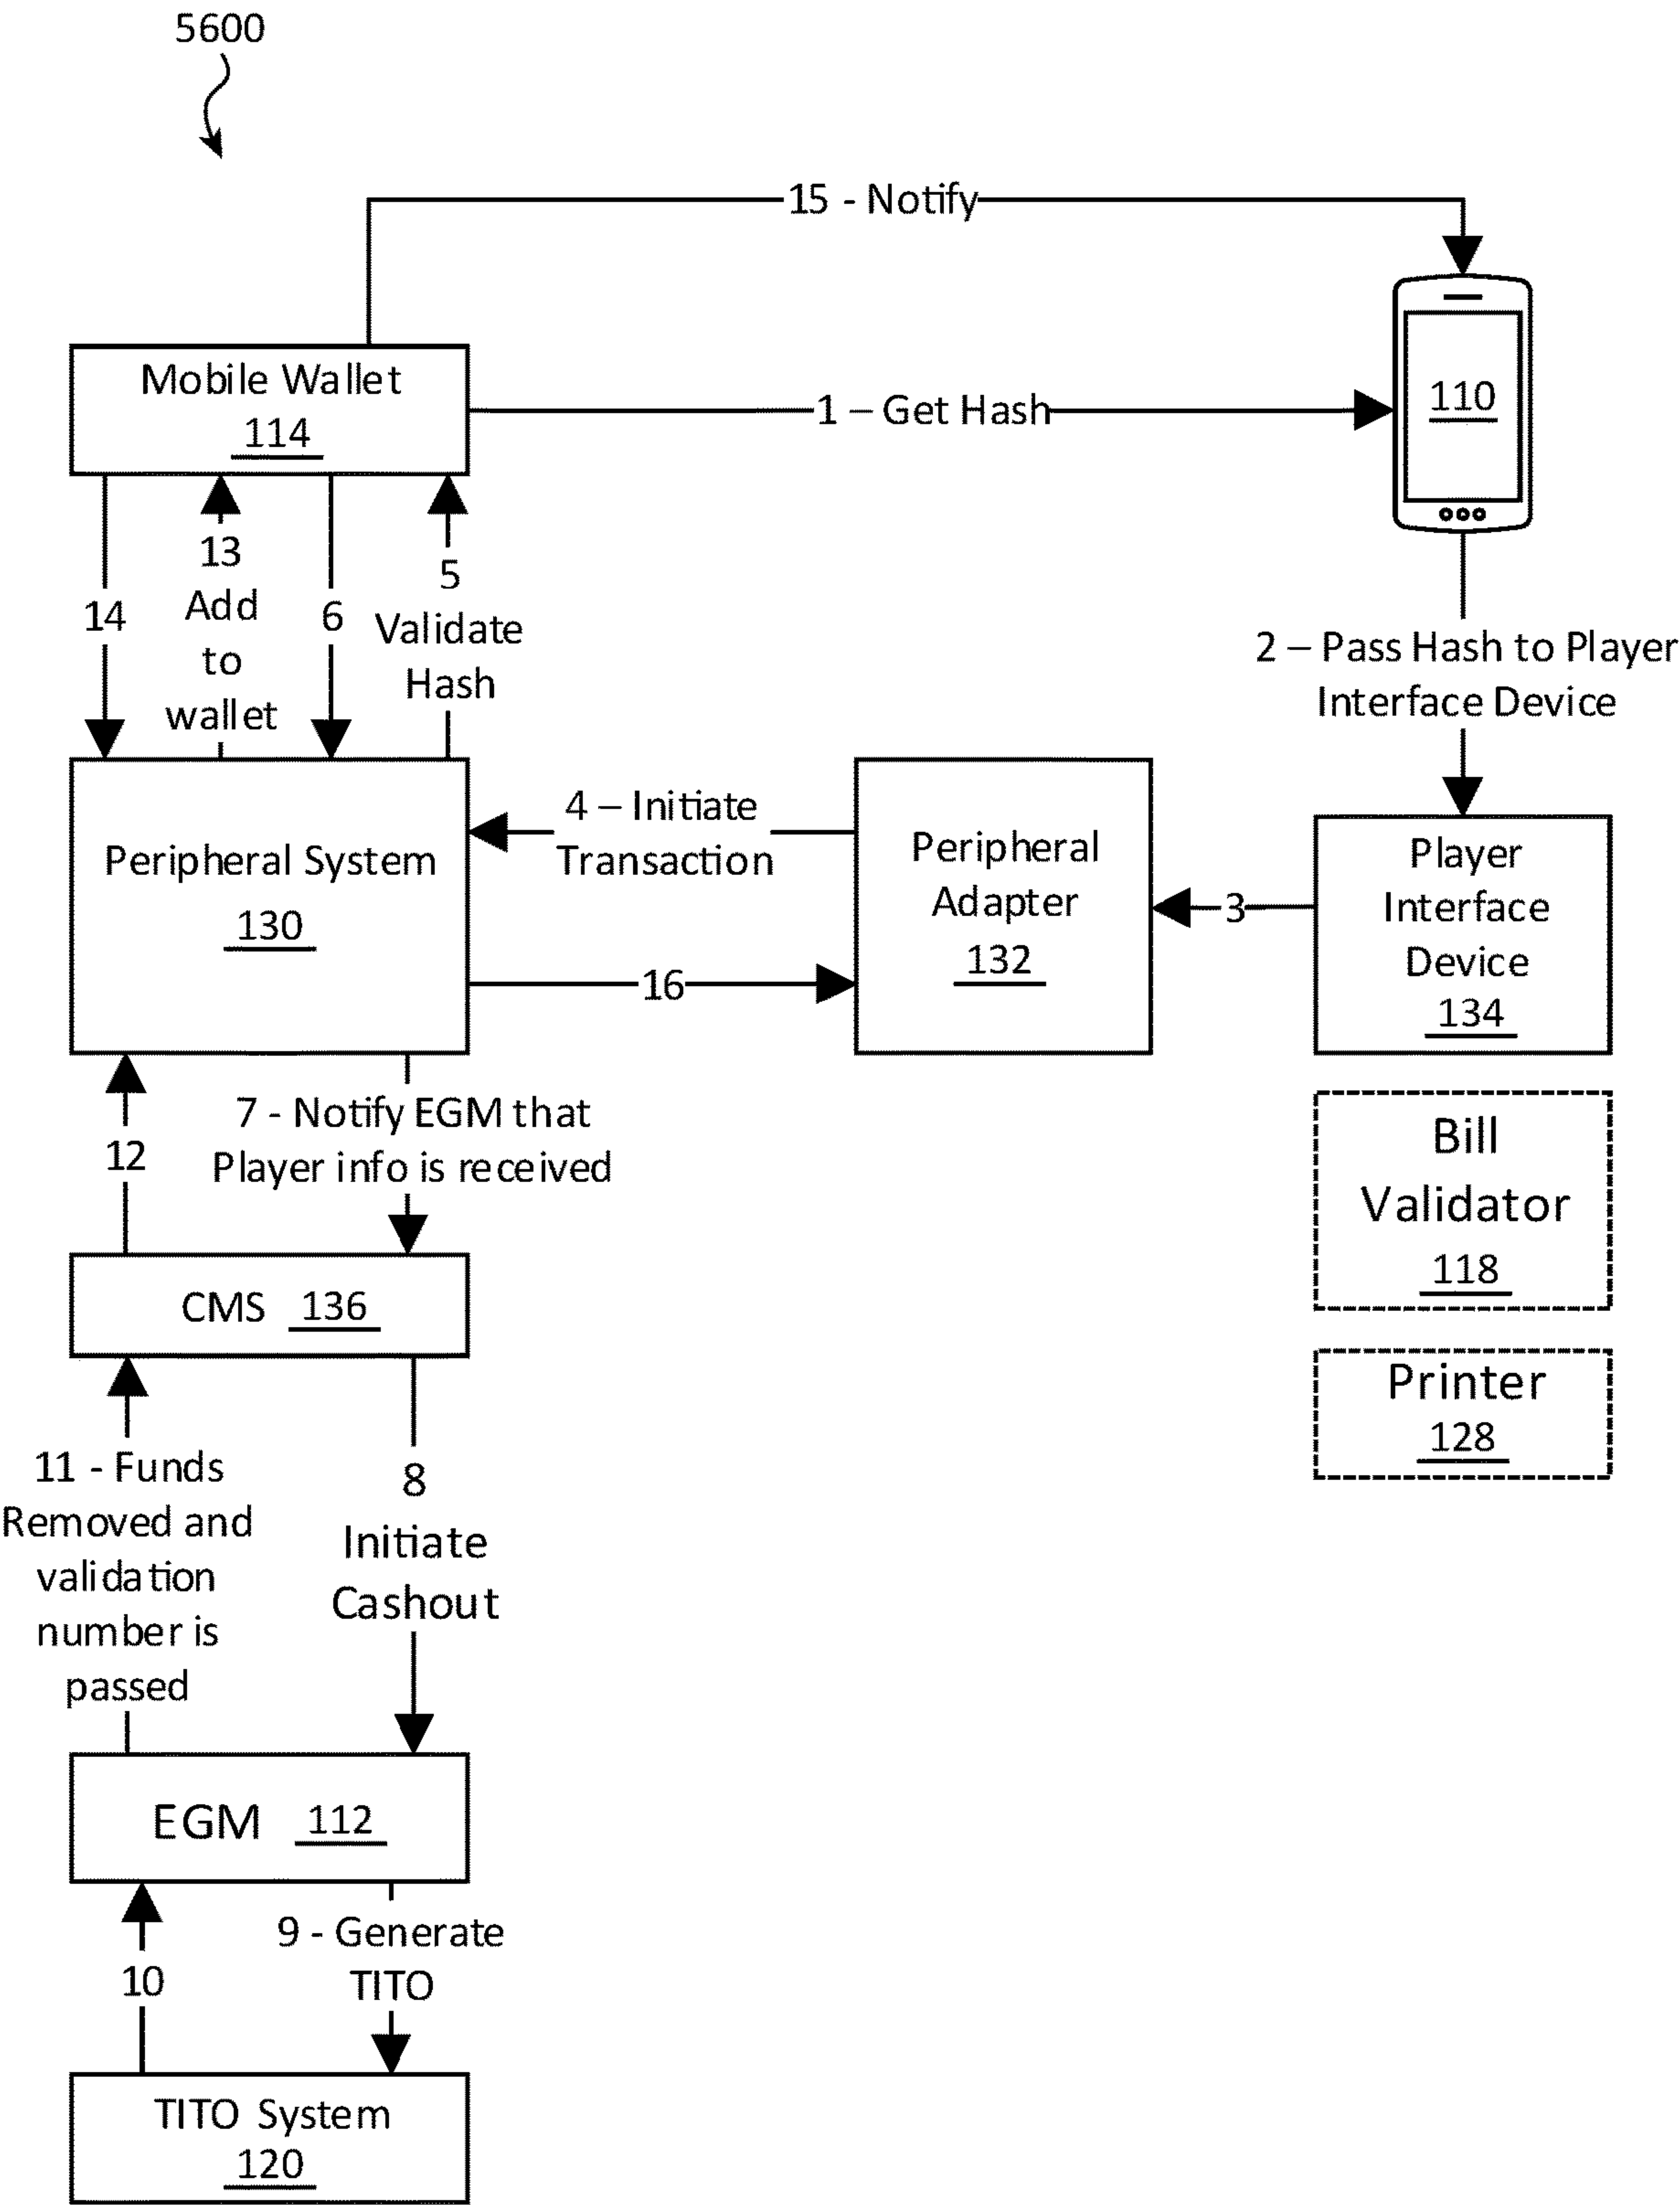 5600
15 - Notify
Mobile Wallet
114
1 – Get Hash
110
14
13
Add
to
wallet
6
5
Validate
Hash
2 – Pass Hash to Player
Interface Device
Peripheral System
130
4 – Initiate
Transaction
16
Peripheral
Adapter
132
3
Player
Interface
Device
134
12
7 - Notify EGM that
Player info is received
Bill
Validator
118
CMS 136
Printer
128
11 - Funds
Removed and
validation
number is
passed
8
Initiate
Cashout
EGM 112
10
9 - Generate
TITO
TITO System
120